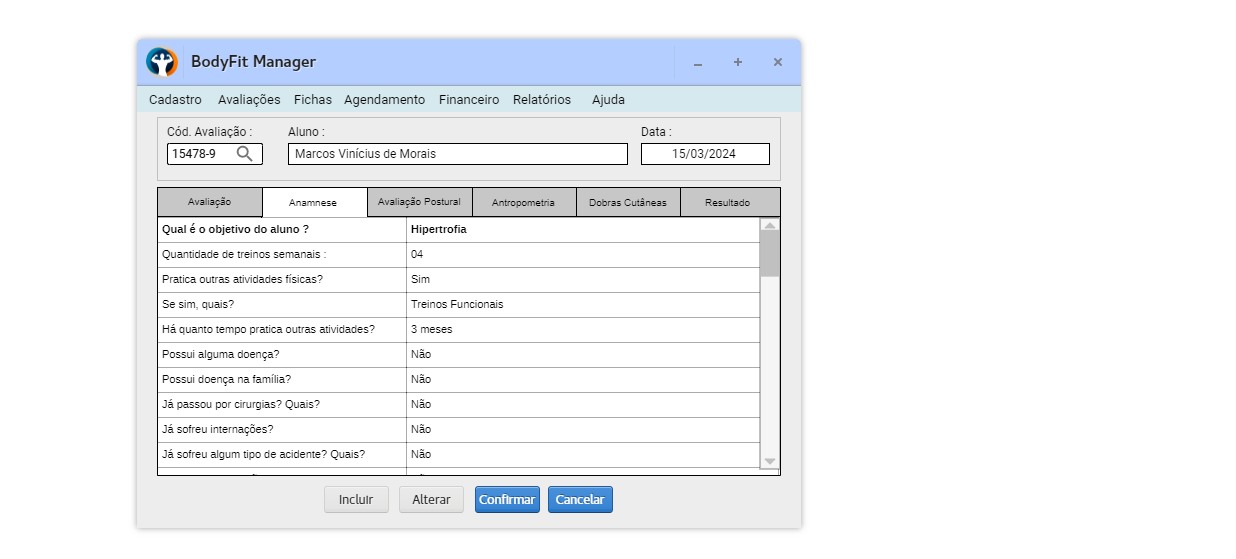 BodyFit Manager
Cadastro Avaliações Fichas Agendamento Financeiro Relatórios Ajuda
Cód. Avaliação : Aluno : Data :
15478-9 Marcos Vinícius de Morais 15/03/2024
Avaliação Anamnese Avaliação Postural Antropometria Dobras Cutâneas Resultado
Qual é o objetivo do aluno ? Hipertrofia
Quantidade de treinos semanais : 04
Pratica outras atividades físicas? Sim
Se sim, quais? Treinos Funcionais
Há quanto tempo pratica outras atividades? 3 meses
Possui alguma doença? Não
Possui doença na família? Não
Já passou por cirurgias? Quais? Não
Já sofreu internações? Não
Já sofreu algum tipo de acidente? Quais? Não
Incluir Alterar Confirmar Cancelar